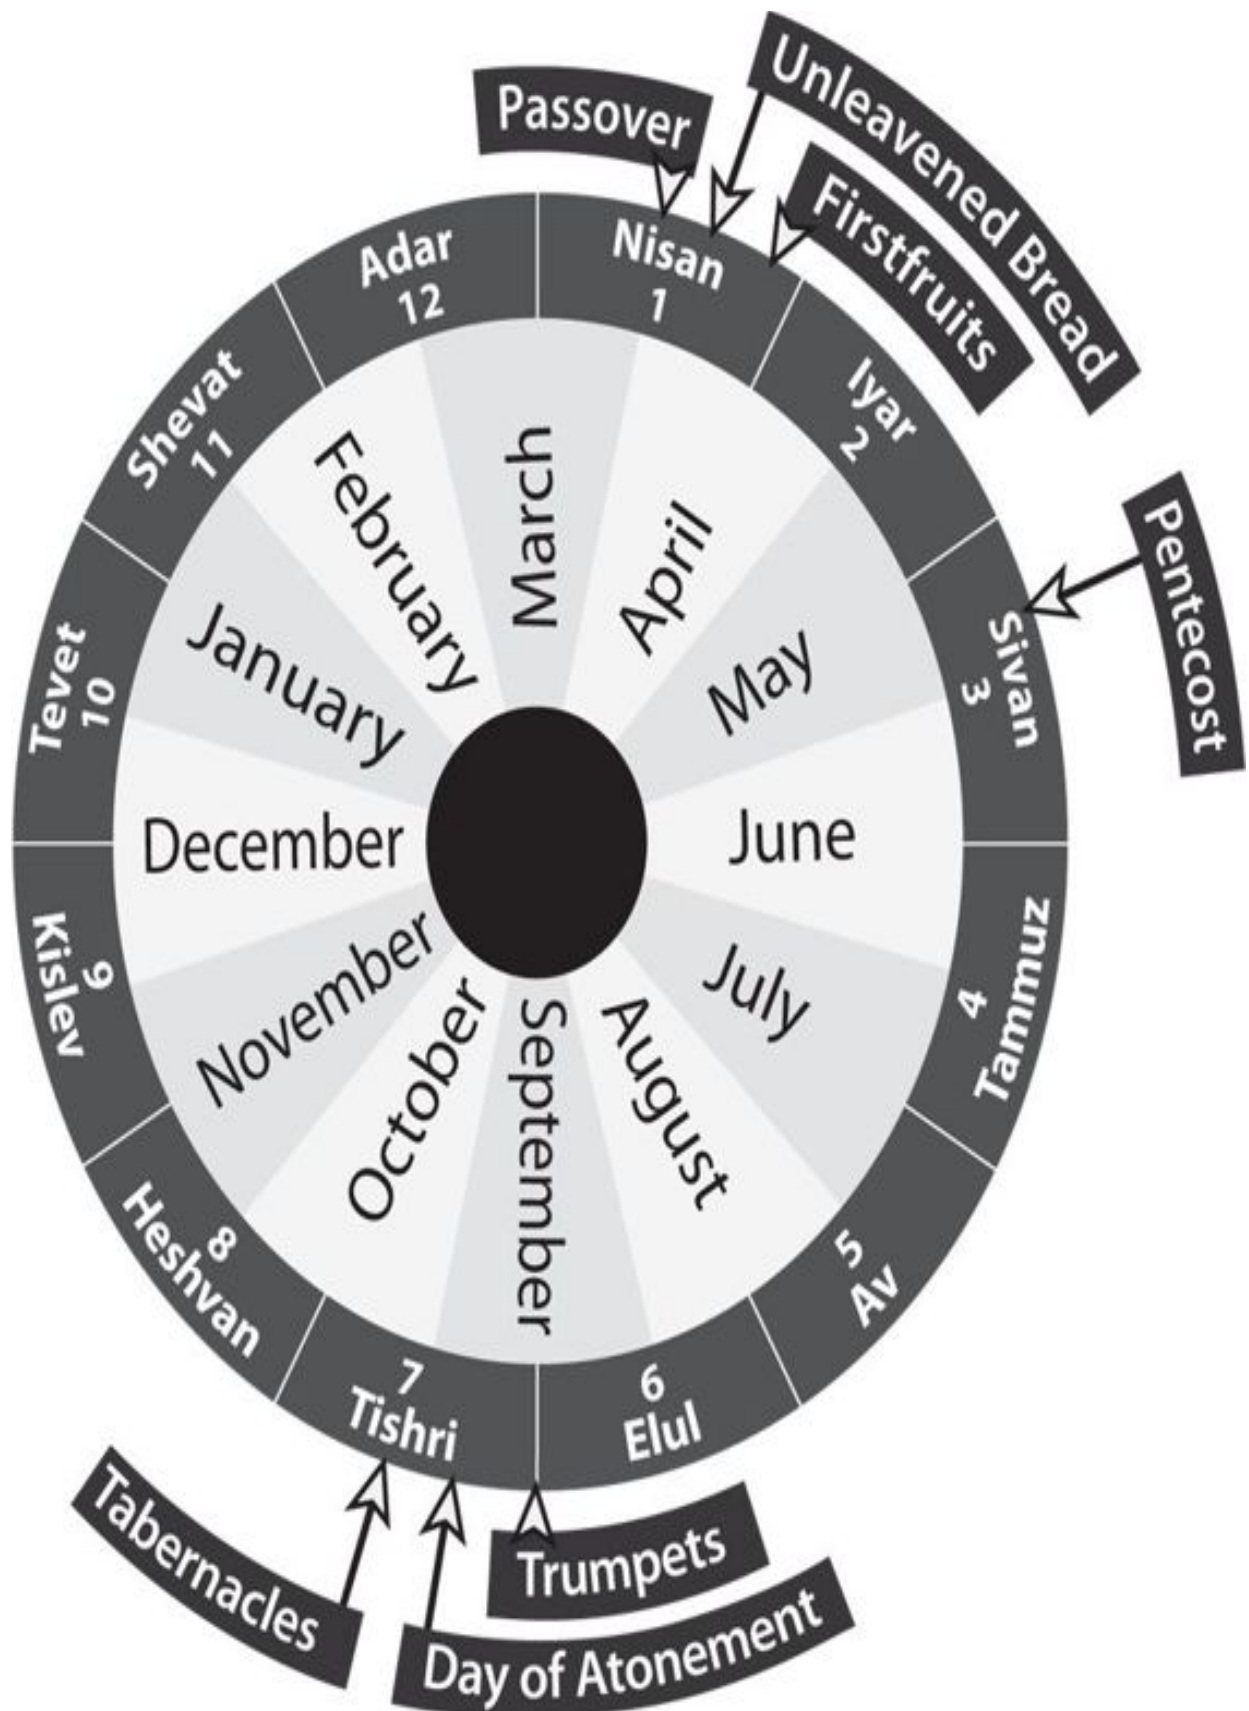 Passover
Unleavened Bread
Firstfruits
Pentecost
Trumpets
Day of Atonement
Tabernacles
Nisan
1
Iyar
2
Sivan
3
4
Tammuz
5
Av
6
Elul
7
Tishri
8
Heshvan
9
Kislev
Tevet
10
Shevat
11
Adar
12
March
April
May
June
July
August
September
October
November
December
January
February